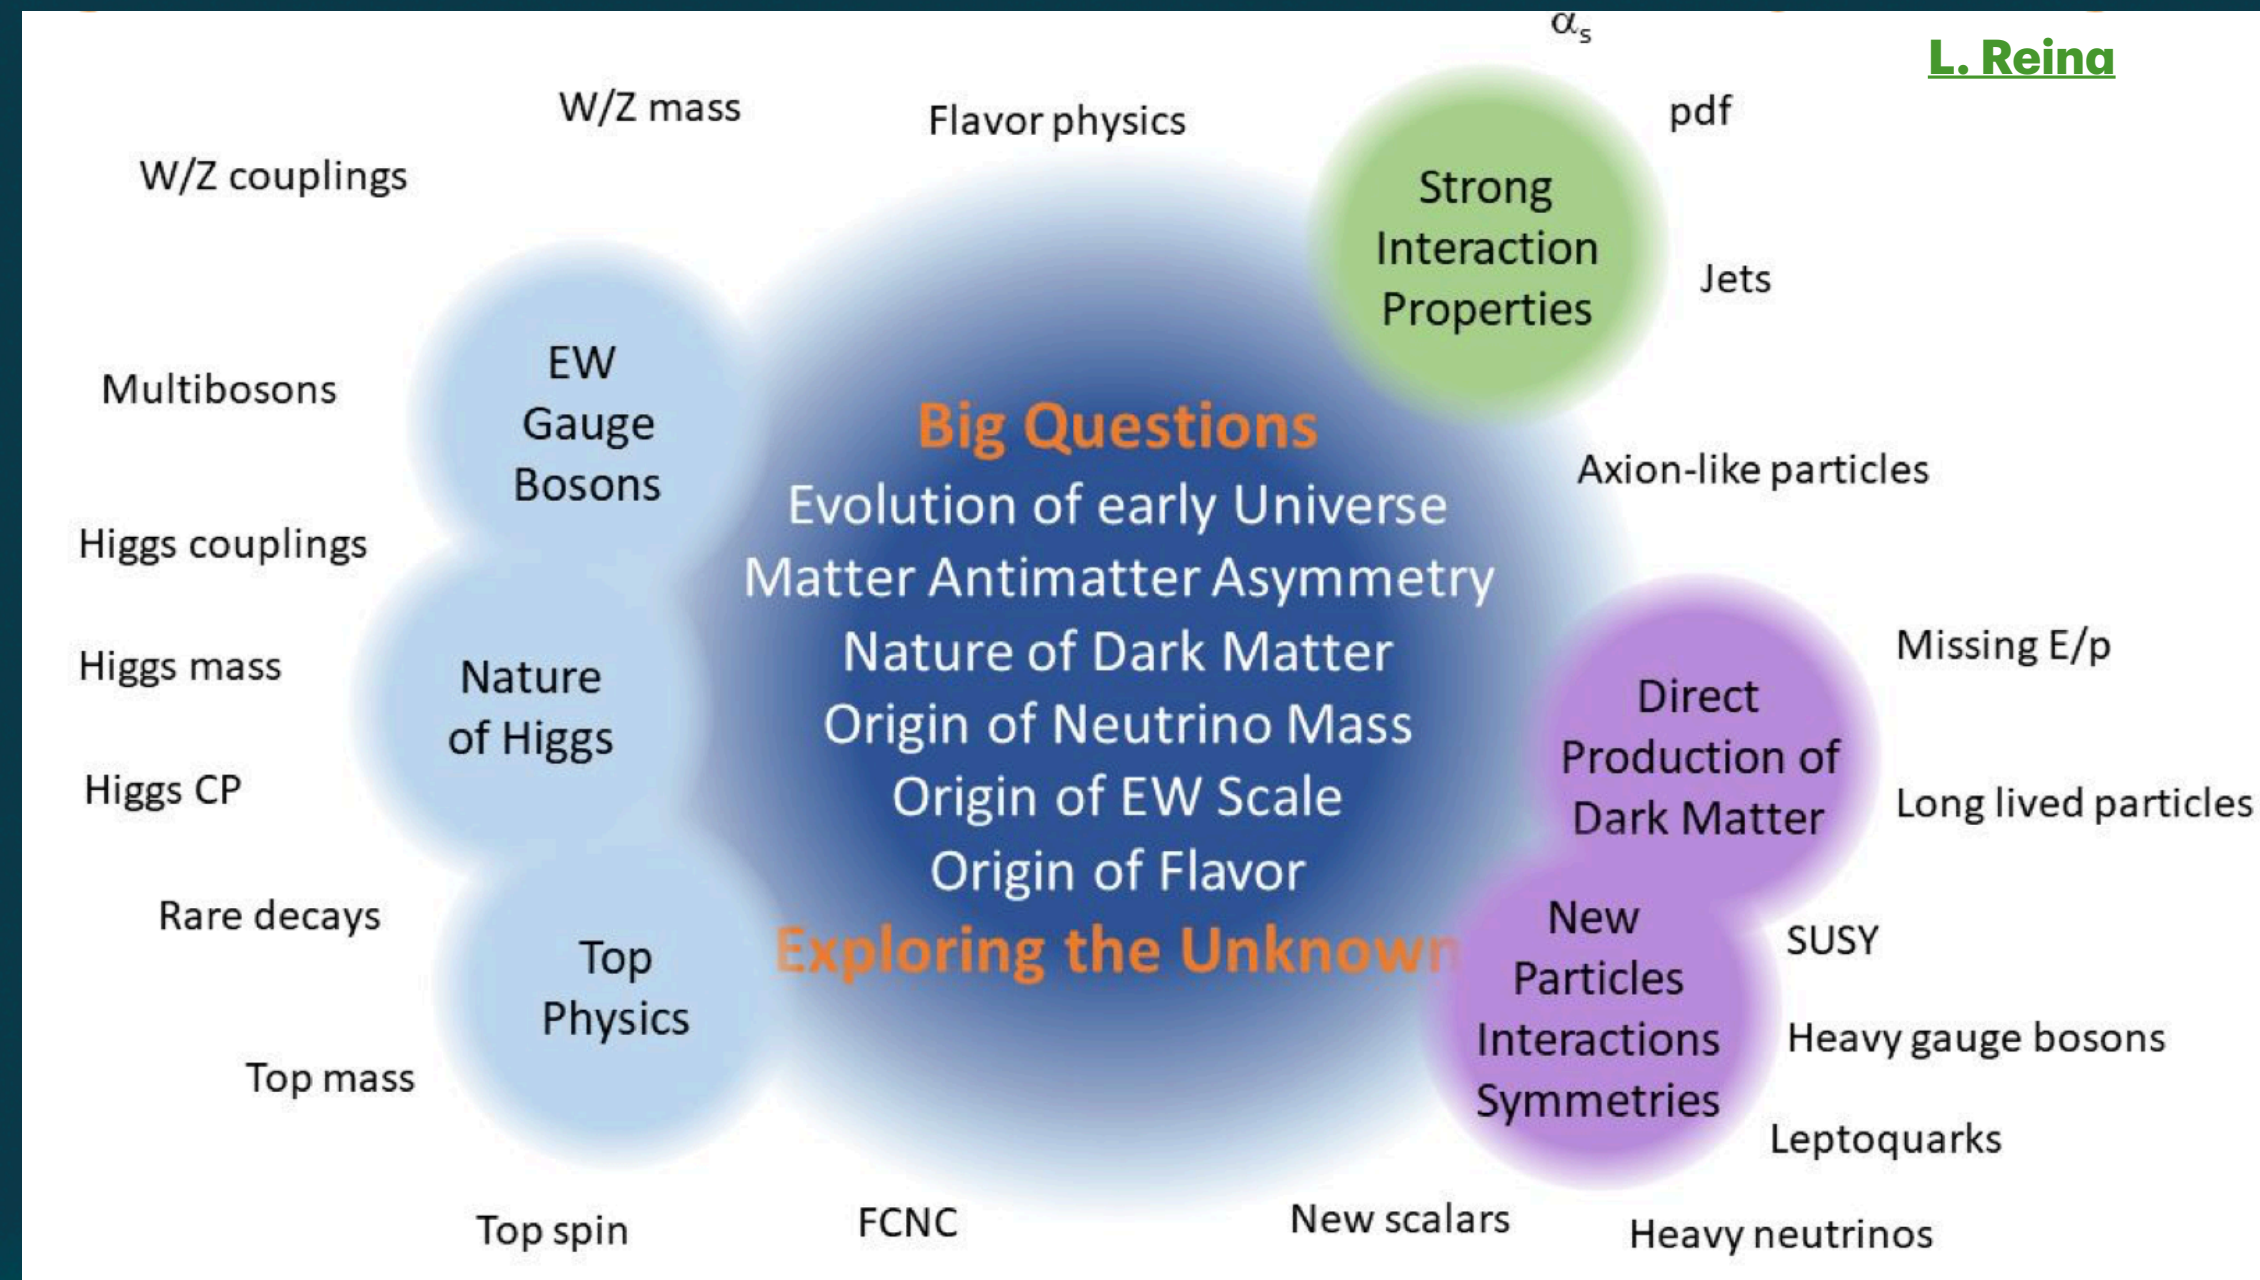 αs
L. Reina
W/Z mass
Flavor physics
pdf
W/Z couplings
Strong
Interaction
Properties
Jets
EW
Gauge
Bosons
Multibosons
Big Questions
Evolution of early Universe
Matter Antimatter Asymmetry
Nature of Dark Matter
Origin of Neutrino Mass
Origin of EW Scale
Origin of Flavor
Exploring the Unknown
Axion-like particles
Higgs couplings
Higgs mass
Nature
of Higgs
Higgs CP
Missing E/p
Direct
Production of
Dark Matter
Long lived particles
Rare decays
Top
Physics
New
Particles
Interactions
Symmetries
SUSY
Heavy gauge bosons
Top mass
Leptoquarks
Top spin
FCNC
New scalars
Heavy neutrinos